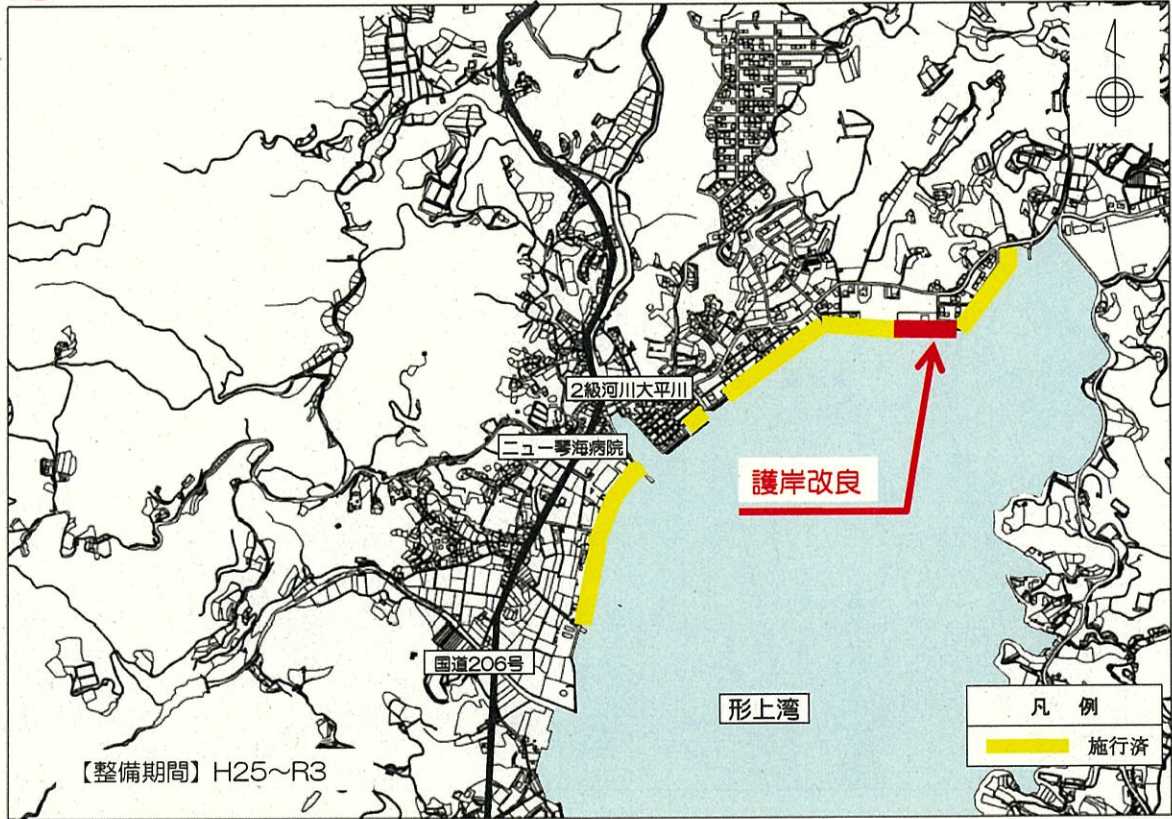 2級河川大平川
ニュー琴海病院
護岸改良
国道206号
形上湾
凡 例
施行済
【整備期間】H25～R3